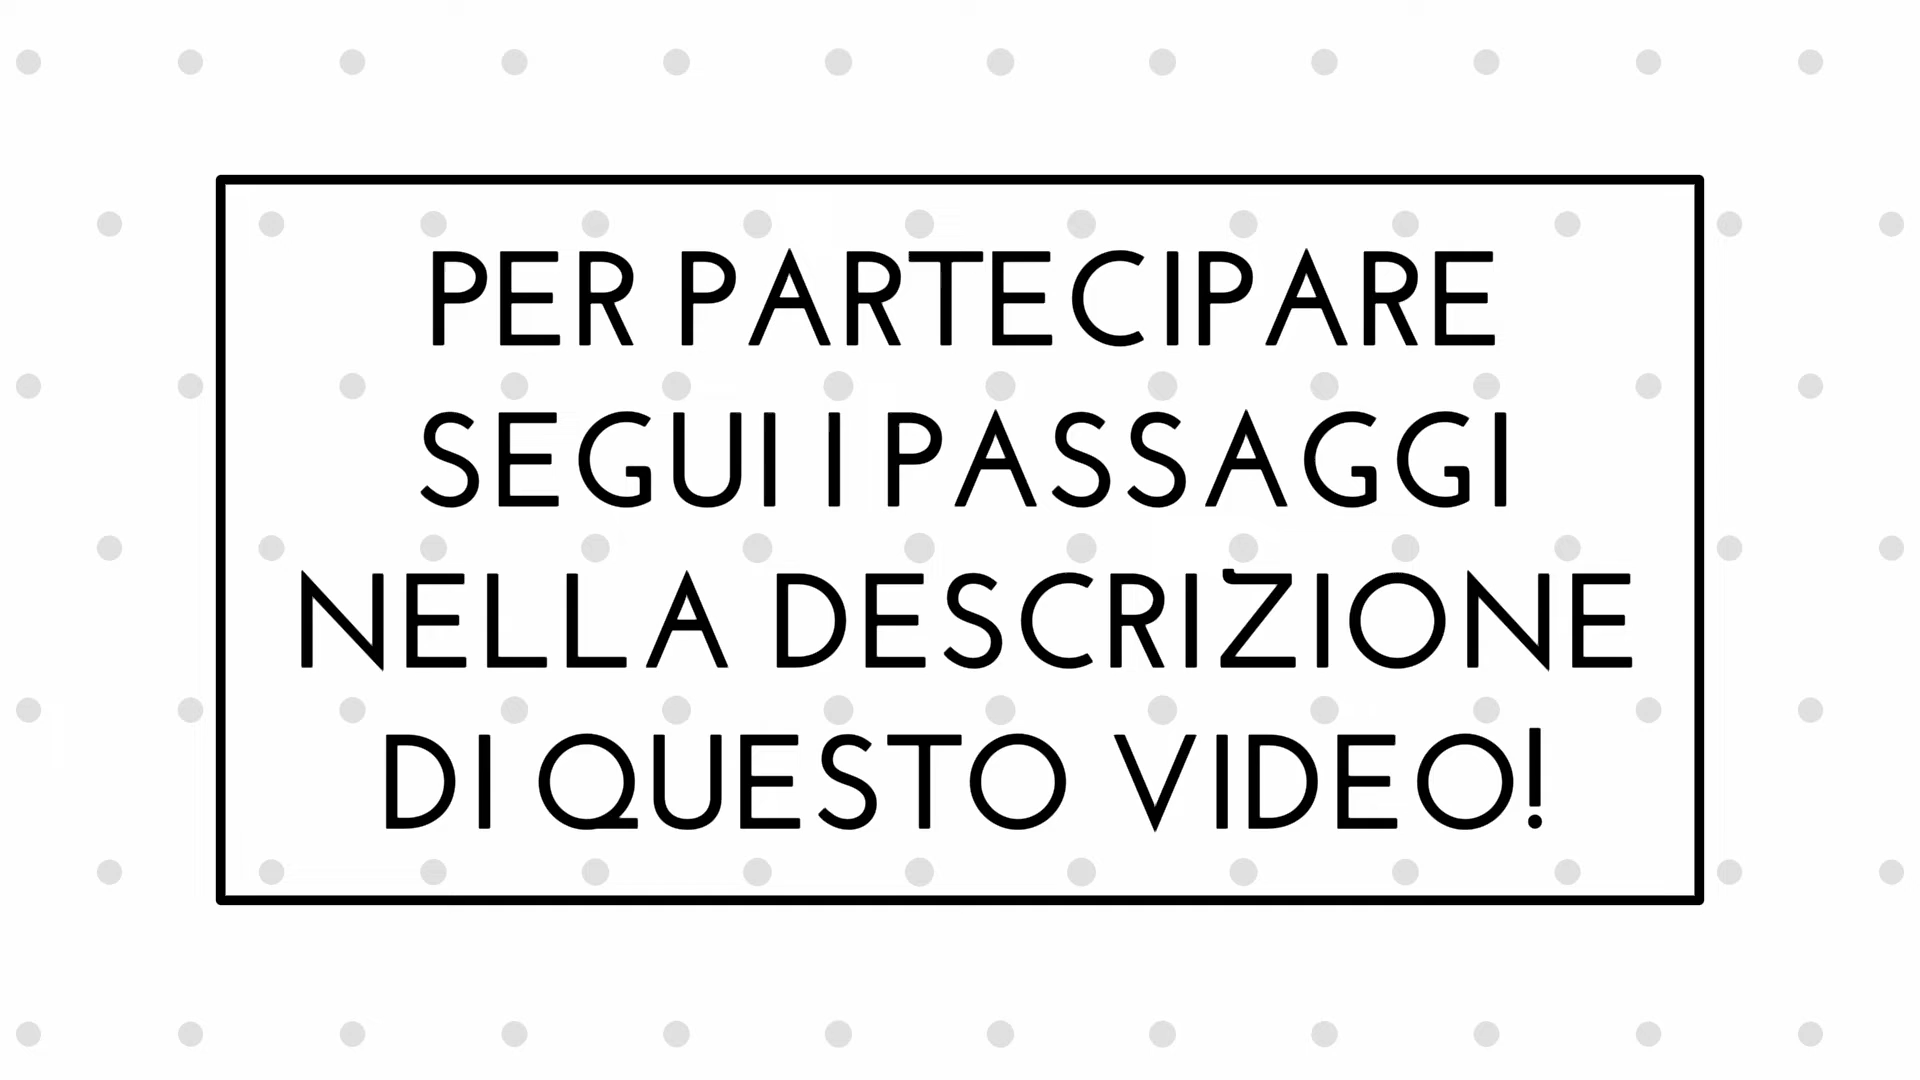 PER PARTECIPARE
SEGUI I PASSAGGI
NELLA DESCRIZIONE
DI QUESTO VIDEO!